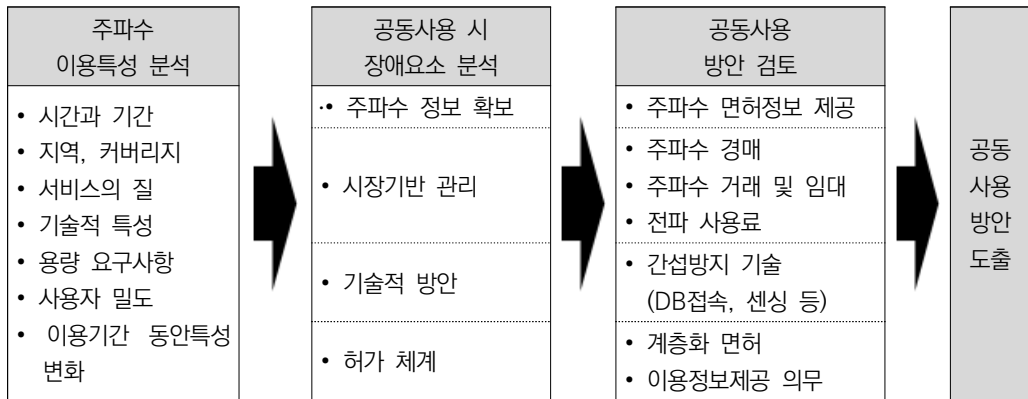 주파수
이용특성 분석
• 시간과 기간
• 지역, 커버리지
• 서비스의 질
• 기술적 특성
• 용량 요구사항
• 사용자 밀도
• 이용기간 동안특성
변화
공동사용 시
장애요소 분석
·• 주파수 정보 확보
• 시장기반 관리
• 기술적 방안
• 허가 체계
공동사용
방안 검토
• 주파수 면허정보 제공
• 주파수 경매
• 주파수 거래 및 임대
• 전파 사용료
• 간섭방지 기술
(DB접속, 센싱 등)
• 계층화 면허
• 이용정보제공 의무
공동
사용
방안
도출